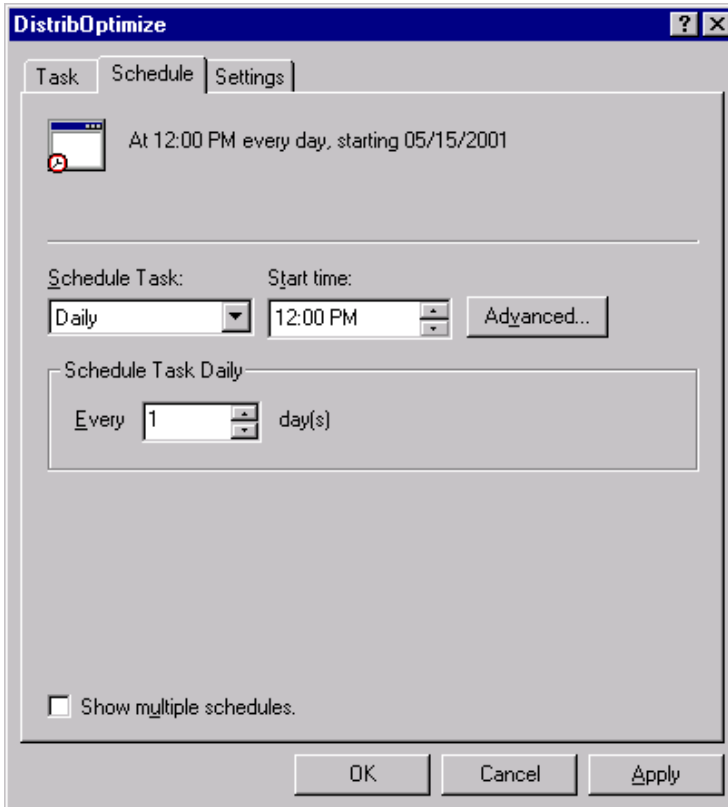 DistribOptimize
Task Schedule Settings
At 12:00 PM every day, starting 05/15/2001
Schedule Task: Start time:
Daily 12:00 PM Advanced...
Schedule Task Daily
Every 1 day(s)
Show multiple schedules.
OK Cancel Apply